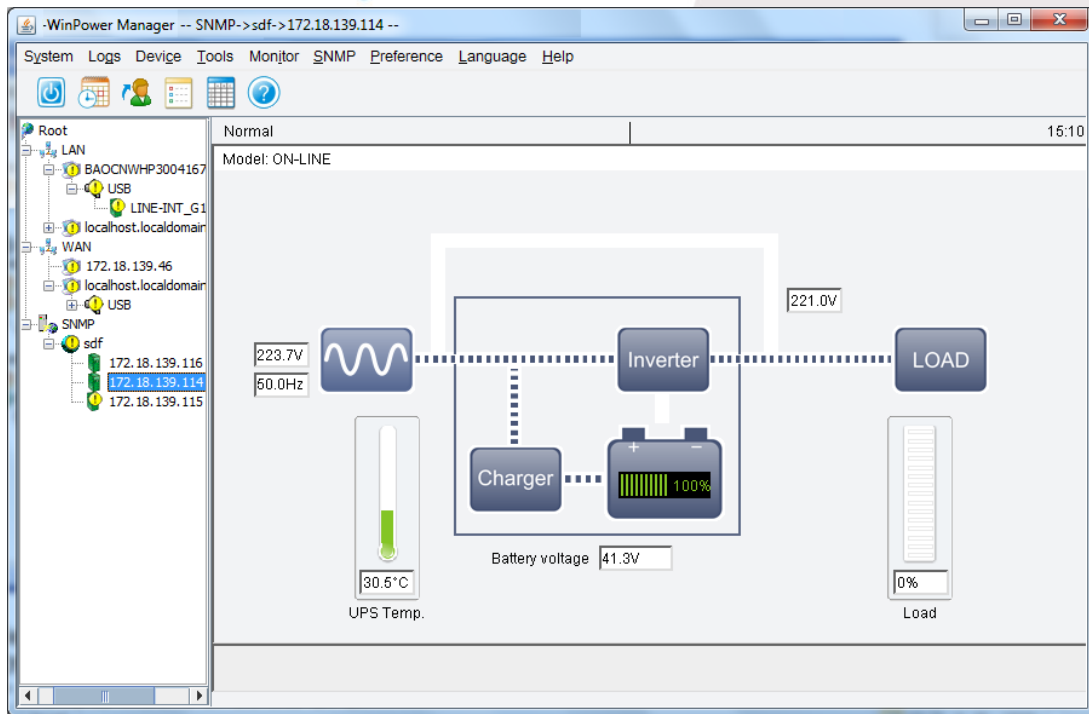 -WinPower Manager -- SNMP->sdf->172.18.139.114 --
System Logs Device Tools Monitor SNMP Preference Language Help
Root
LAN
BAOCNWHP3004167
USB
LINE-INT_G1
localhost.localdomain
WAN
172.18.139.46
localhost.localdomain
USB
SNMP
sdf
172.18.139.116
172.18.139.114
172.18.139.115
Normal 15:10
Model: ON-LINE
221.0V
223.7V
50.0Hz
Inverter
LOAD
Charger
+ −
100%
Battery voltage 41.3V
30.5°C
UPS Temp.
0%
Load